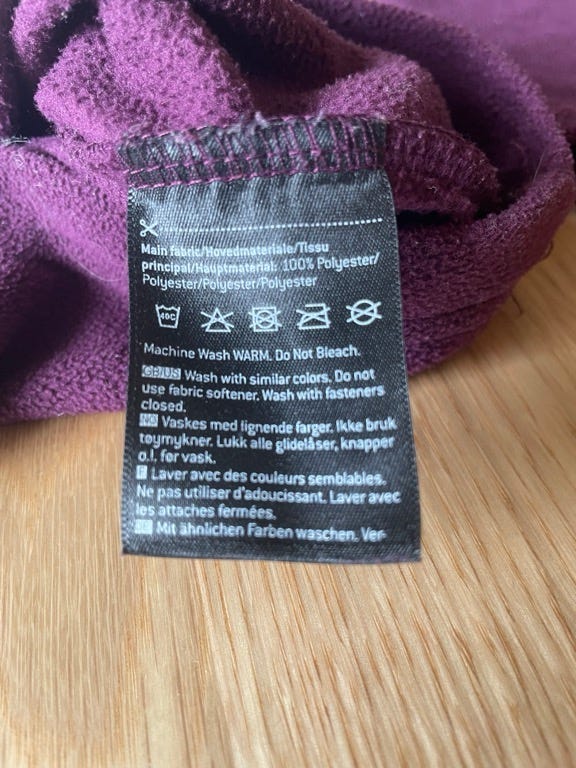 Main fabric/Hovedmateriale/Tissu
principal/Hauptmaterial: 100% Polyester/
Polyester/Polyester/Polyester
40C
Machine Wash WARM. Do Not Bleach.
GB/US Wash with similar colors. Do not
use fabric softener. Wash with fasteners
closed.
NO Vaskes med lignende farger. Ikke bruk
tøymykner. Lukk alle glidelåser, knapper
o.l. før vask.
F Laver avec des couleurs semblables.
Ne pas utiliser d'adoucissant. Laver avec
les attaches fermées.
DE Mit ähnlichen Farben waschen. Ver-